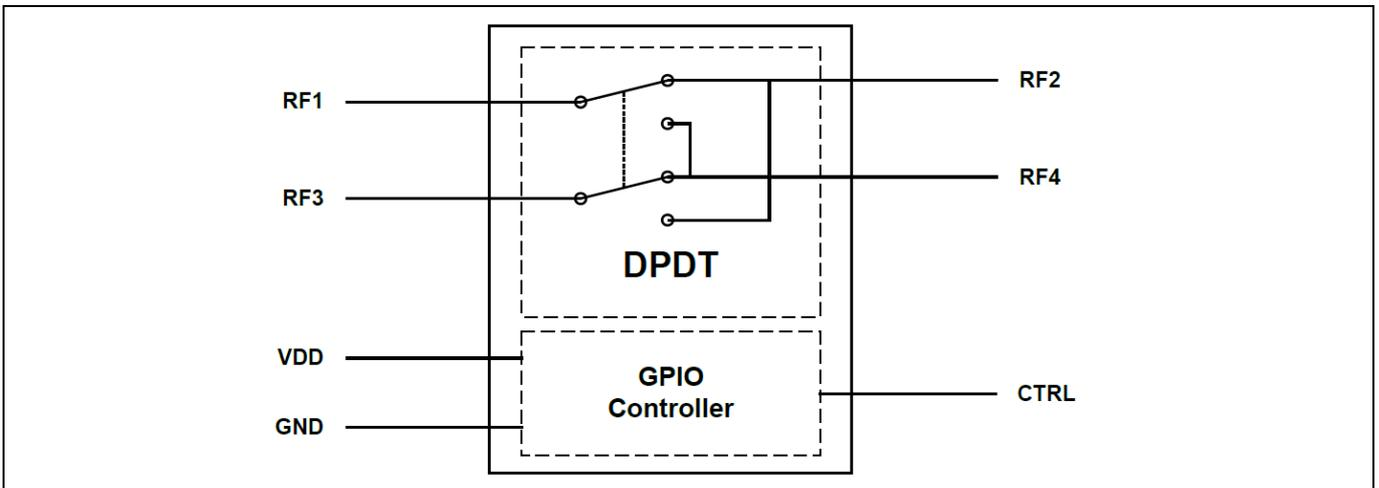 RF1
RF2
RF3
RF4
DPDT
VDD
GND
GPIO
Controller
CTRL